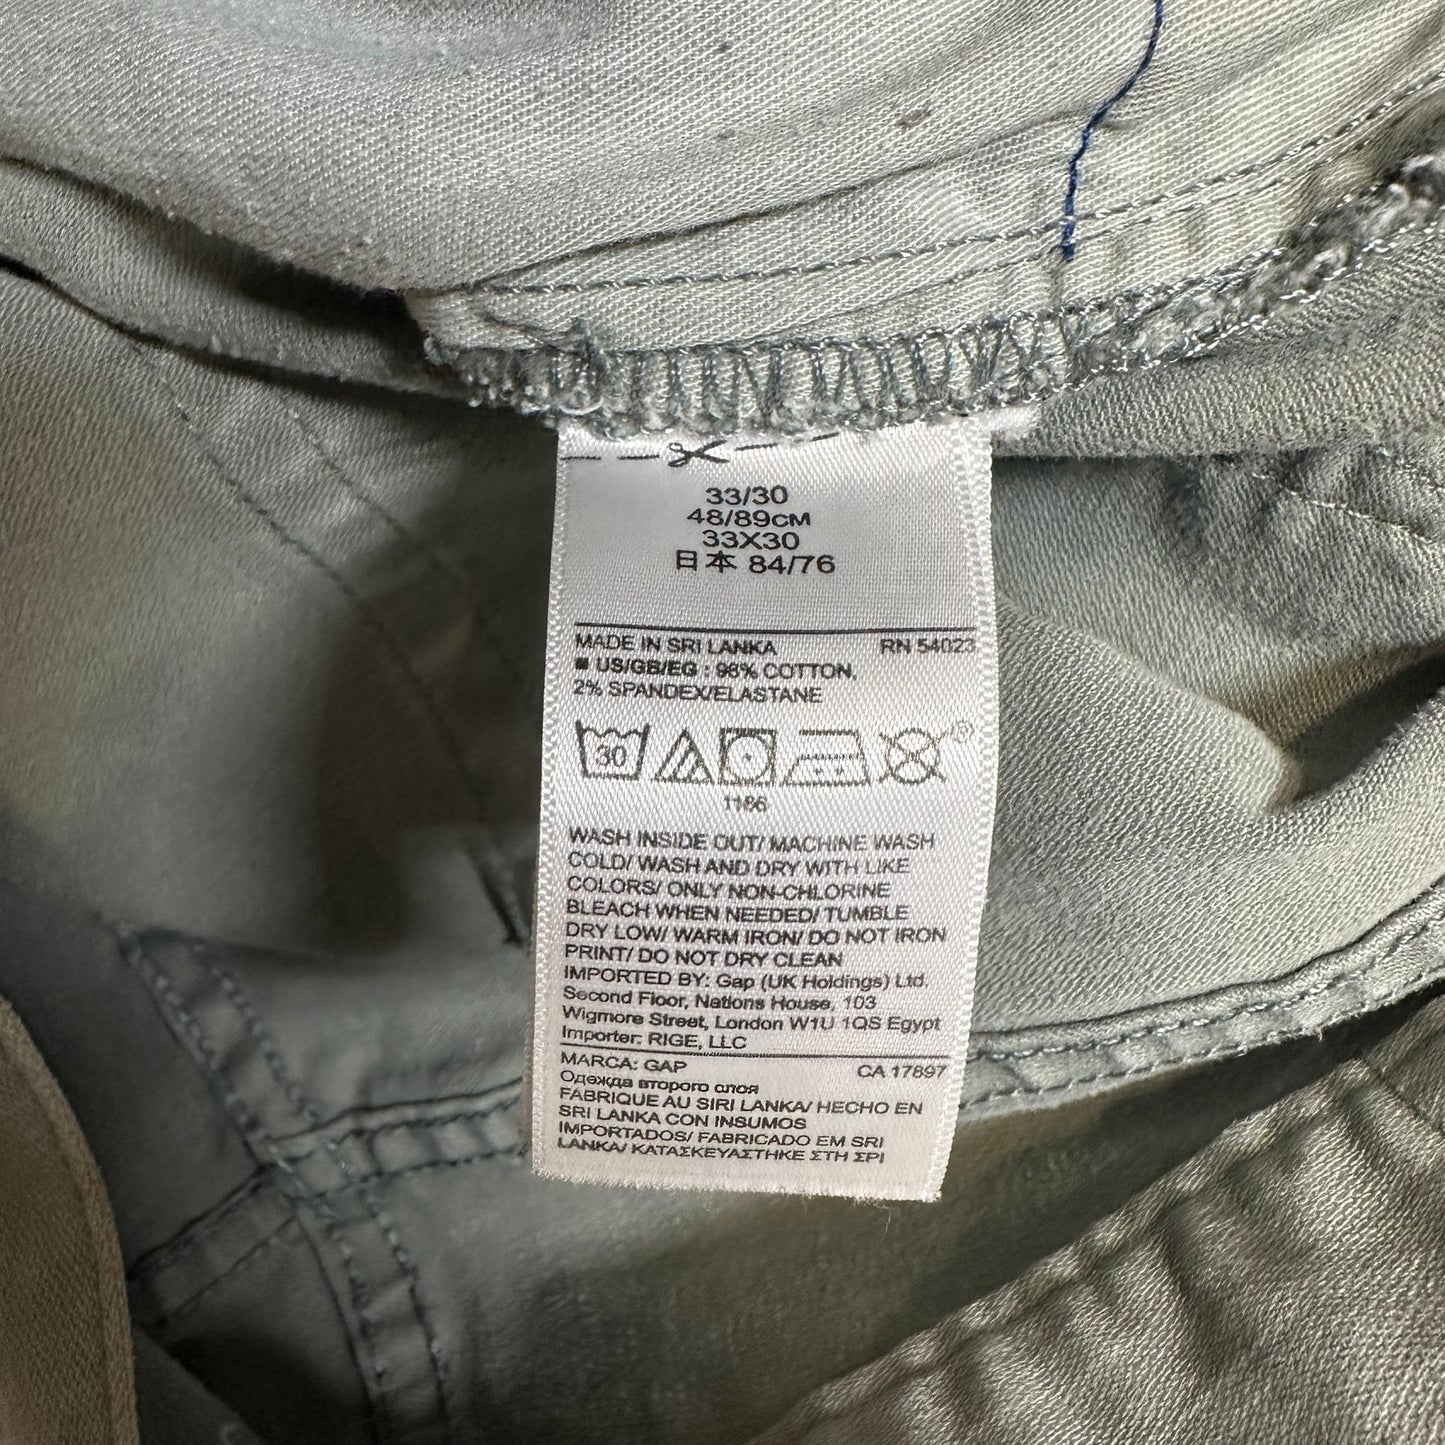 33/30
48/89CM
33X30
日本 84/76
MADE IN SRI LANKA RN 54023
■ US/GB/EG : 98% COTTON,
2% SPANDEX/ELASTANE
30
1186
WASH INSIDE OUT/ MACHINE WASH
COLD/ WASH AND DRY WITH LIKE
COLORS/ ONLY NON-CHLORINE
BLEACH WHEN NEEDED/ TUMBLE
DRY LOW/ WARM IRON/ DO NOT IRON
PRINT/ DO NOT DRY CLEAN
IMPORTED BY: Gap (UK Holdings) Ltd.
Second Floor, Nations House, 103
Wigmore Street, London W1U 1QS Egypt
Importer: RIGE, LLC
MARCA: GAP CA 17897
Одежда второго слоя
FABRIQUE AU SIRI LANKA/ HECHO EN
SRI LANKA CON INSUMOS
IMPORTADOS/ FABRICADO EM SRI
LANKA/ ΚΑΤΑΣΚΕΥΑΣΤΗΚΕ ΣΤΗ ΣΡΙ